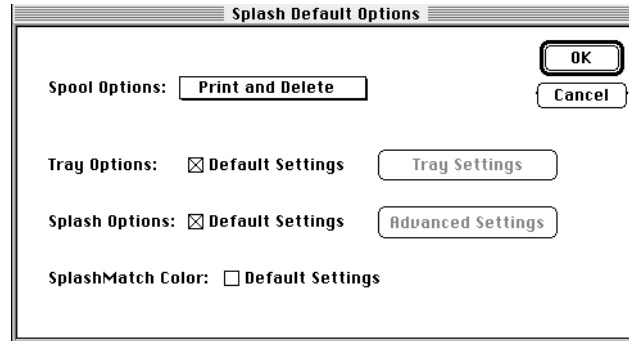 Splash Default Options
OK
Spool Options: Print and Delete
Cancel
Tray Options: Default Settings Tray Settings
Splash Options: Default Settings Advanced Settings
SplashMatch Color: Default Settings